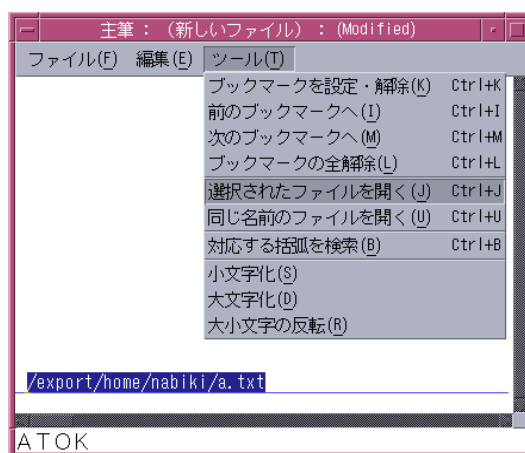 主筆： （新しいファイル） ： (Modified)
ファイル(F) 編集(E) ツール(T)
ブックマークを設定・解除(K) Ctrl+K
前のブックマークへ(I) Ctrl+I
次のブックマークへ(M) Ctrl+M
ブックマークの全解除(L) Ctrl+L
選択されたファイルを開く(J) Ctrl+J
同じ名前のファイルを開く(U) Ctrl+U
対応する括弧を検索(B) Ctrl+B
小文字化(S)
大文字化(D)
大小文字の反転(R)
/export/home/nabiki/a.txt
ATOK